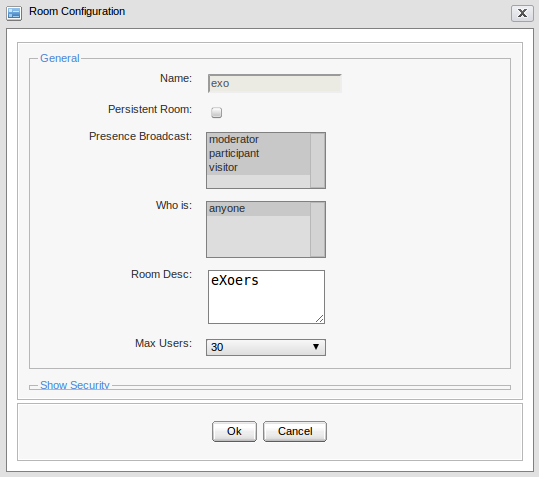 Room Configuration
General
Name:
exo
Persistent Room:
Presence Broadcast:
moderator
participant
visitor
Who is:
anyone
Room Desc:
eXoers
Max Users:
30
Show Security
Ok
Cancel